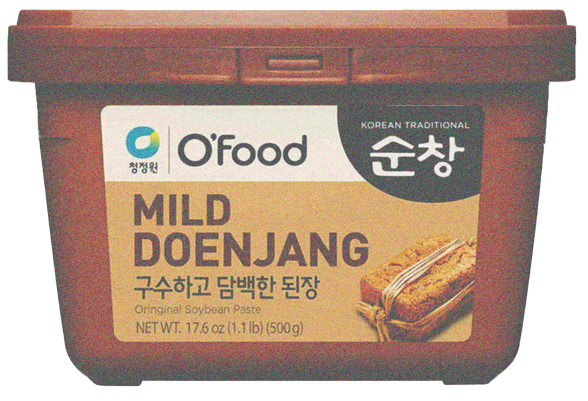 청정원
O'Food
KOREAN TRADITIONAL
순창
MILD
DOENJANG
구수하고 담백한 된장
Oringinal Soybean Paste
NET WT. 17.6 oz (1.1 lb) (500g)